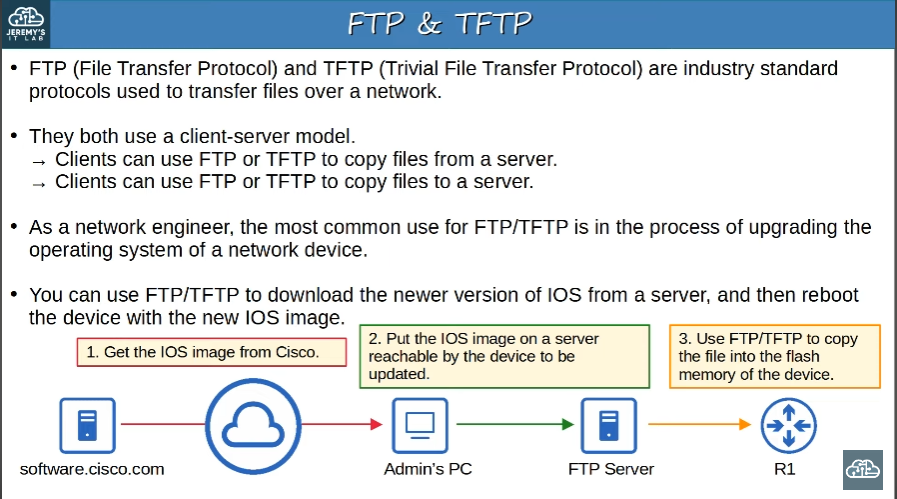 JEREMY'S
IT LAB
FTP & TFTP
• FTP (File Transfer Protocol) and TFTP (Trivial File Transfer Protocol) are industry standard
protocols used to transfer files over a network.
• They both use a client-server model.
→ Clients can use FTP or TFTP to copy files from a server.
→ Clients can use FTP or TFTP to copy files to a server.
• As a network engineer, the most common use for FTP/TFTP is in the process of upgrading the
operating system of a network device.
• You can use FTP/TFTP to download the newer version of IOS from a server, and then reboot
the device with the new IOS image.
1. Get the IOS image from Cisco.
2. Put the IOS image on a server
reachable by the device to be
updated.
3. Use FTP/TFTP to copy
the file into the flash
memory of the device.
software.cisco.com
Admin's PC
FTP Server
R1